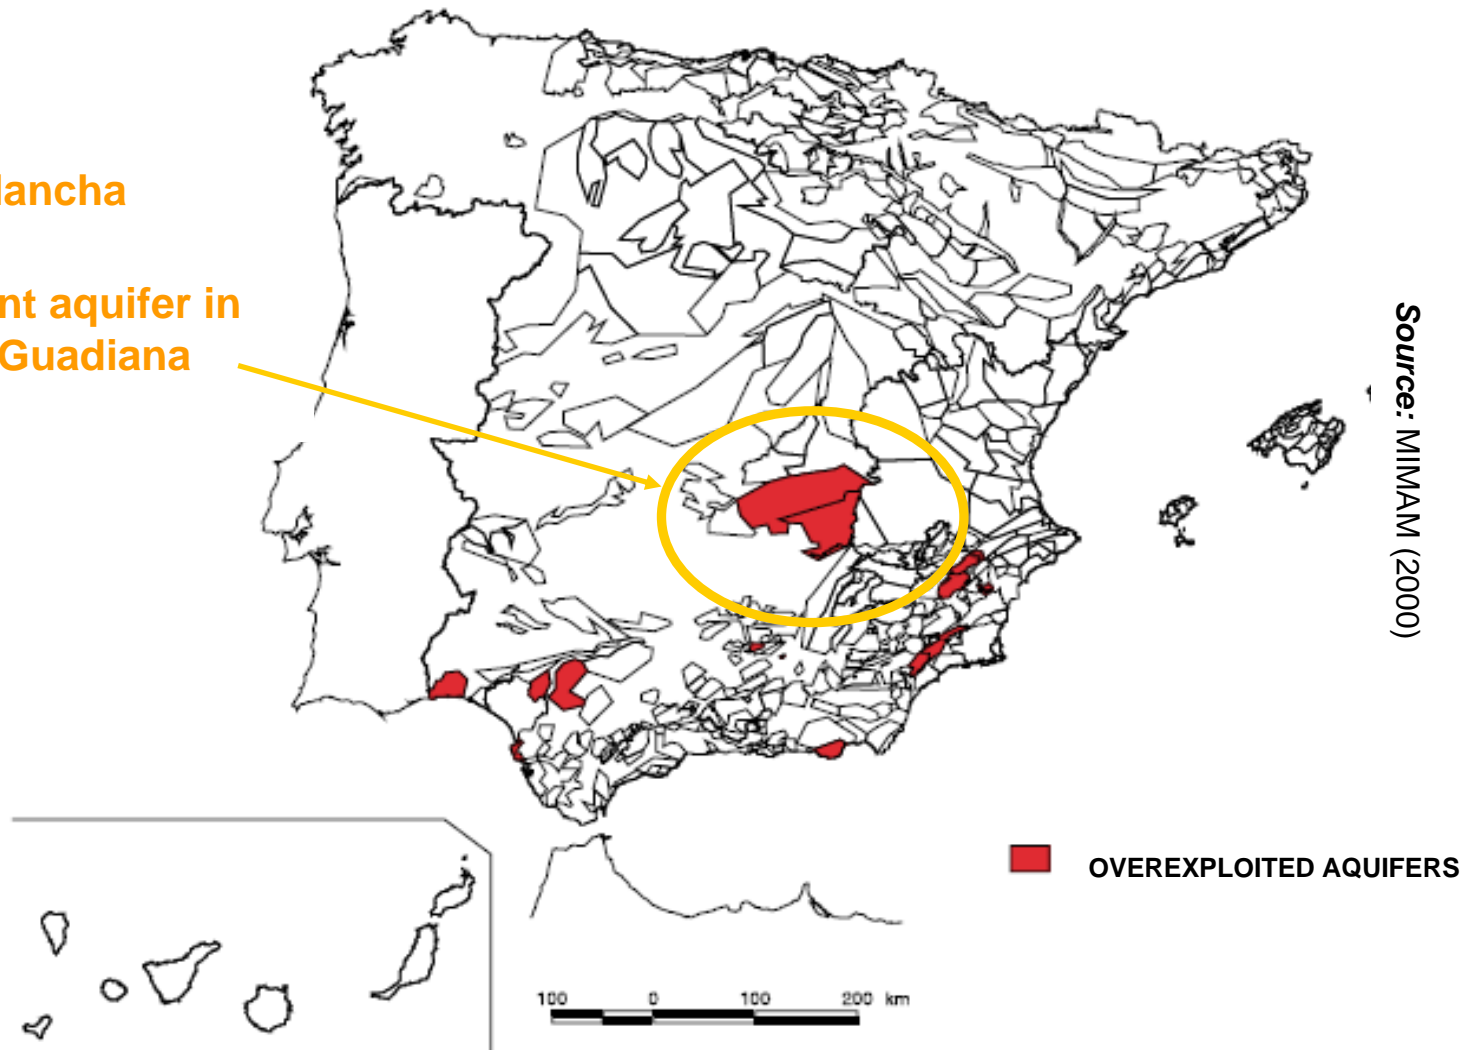 lancha
nt aquifer in
Guadiana
Source: MIMAM (2000)
OVEREXPLOITED AQUIFERS
100 0 100 200 km